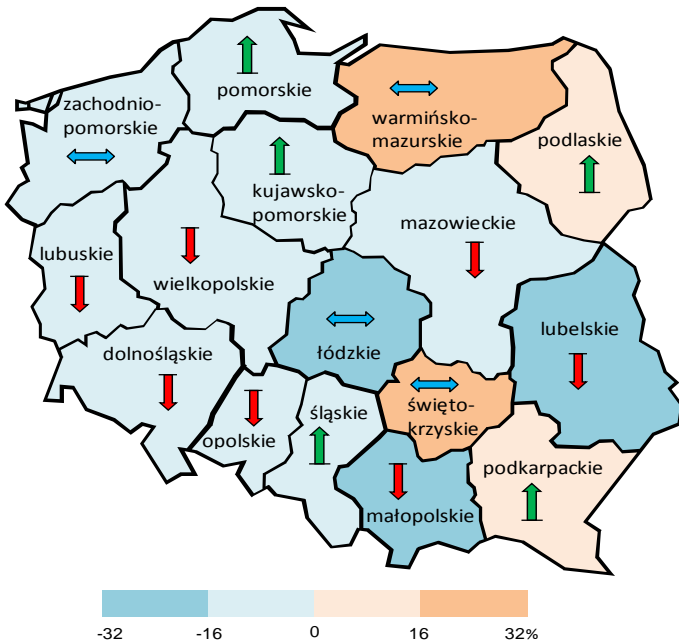 pomorskie
zachodnio-
pomorskie
warmińsko-
mazurskie
podlaskie
kujawsko-
pomorskie
mazowieckie
lubuskie
wielkopolskie
lubelskie
dolnośląskie
łódzkie
święto-
krzyskie
śląskie
opolskie
podkarpackie
małopolskie
-32
-16
0
16
32%